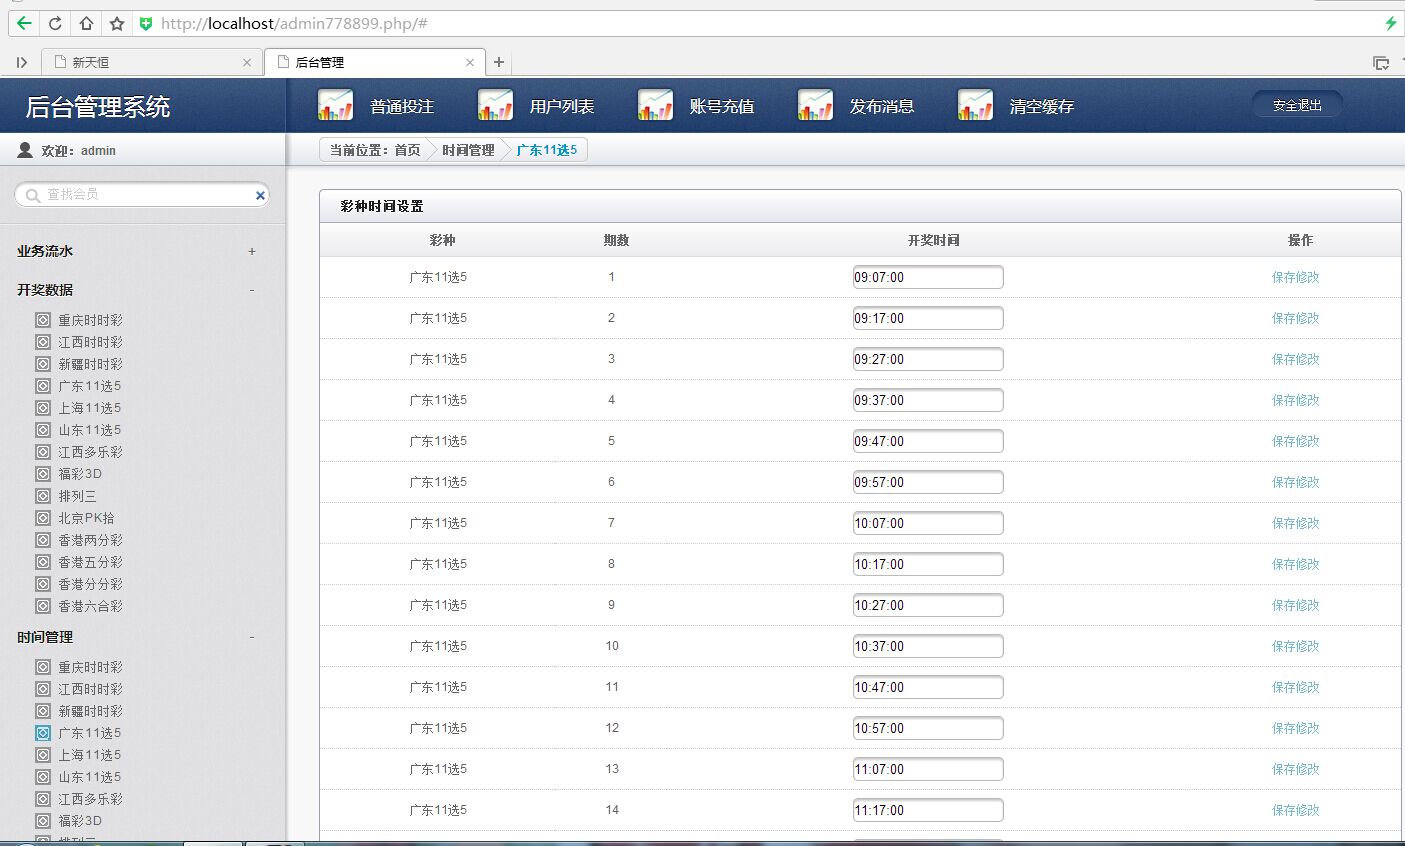 http://localhost/admin778899.php/#
新天恒
后台管理
后台管理系统
普通投注
用户列表
账号充值
发布消息
清空缓存
安全退出
欢迎：admin
当前位置：首页
时间管理
广东11选5
查找会员
业务流水 +
开奖数据 -
重庆时时彩
江西时时彩
新疆时时彩
广东11选5
上海11选5
山东11选5
江西多乐彩
福彩3D
排列三
北京PK拾
香港两分彩
香港五分彩
香港分分彩
香港六合彩
时间管理 -
重庆时时彩
江西时时彩
新疆时时彩
广东11选5
上海11选5
山东11选5
江西多乐彩
福彩3D
彩种时间设置
彩种 期数 开奖时间 操作
广东11选5 1 09:07:00 保存修改
广东11选5 2 09:17:00 保存修改
广东11选5 3 09:27:00 保存修改
广东11选5 4 09:37:00 保存修改
广东11选5 5 09:47:00 保存修改
广东11选5 6 09:57:00 保存修改
广东11选5 7 10:07:00 保存修改
广东11选5 8 10:17:00 保存修改
广东11选5 9 10:27:00 保存修改
广东11选5 10 10:37:00 保存修改
广东11选5 11 10:47:00 保存修改
广东11选5 12 10:57:00 保存修改
广东11选5 13 11:07:00 保存修改
广东11选5 14 11:17:00 保存修改